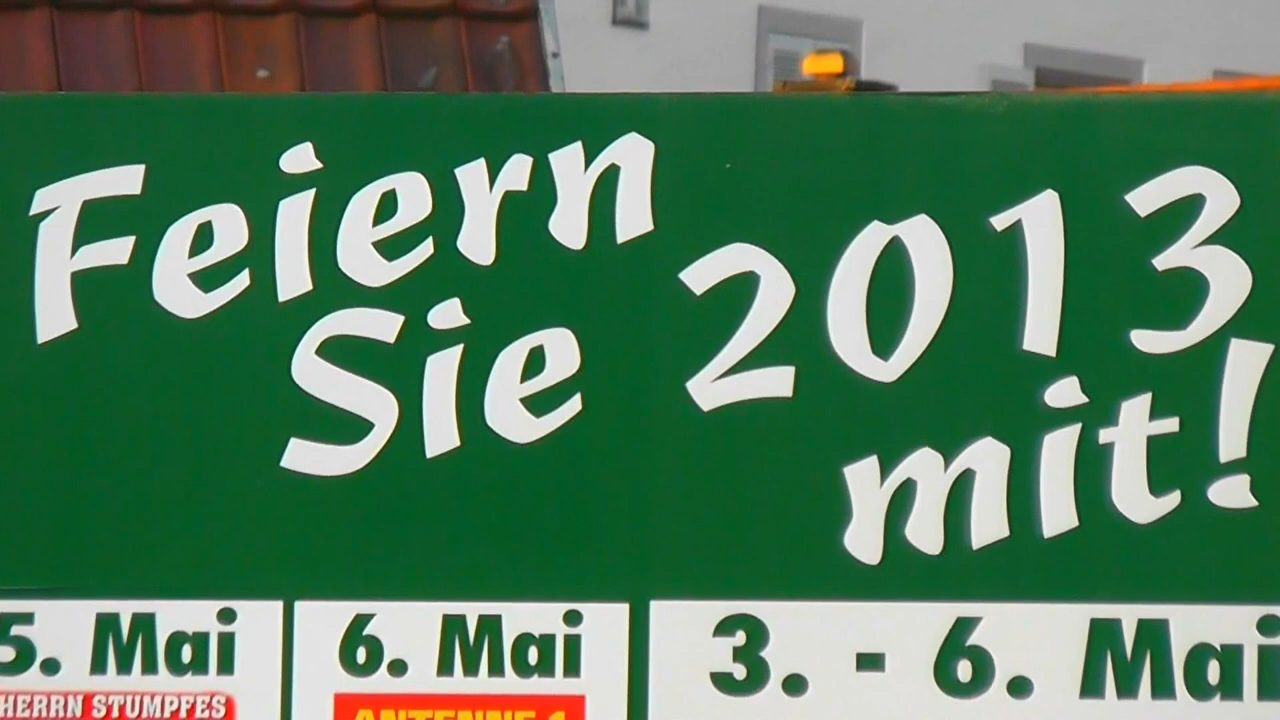 Feiern
Sie 2013
mit!
5. Mai
HERRN STUMPFES
6. Mai
ANTENNE 1
3. - 6. Mai